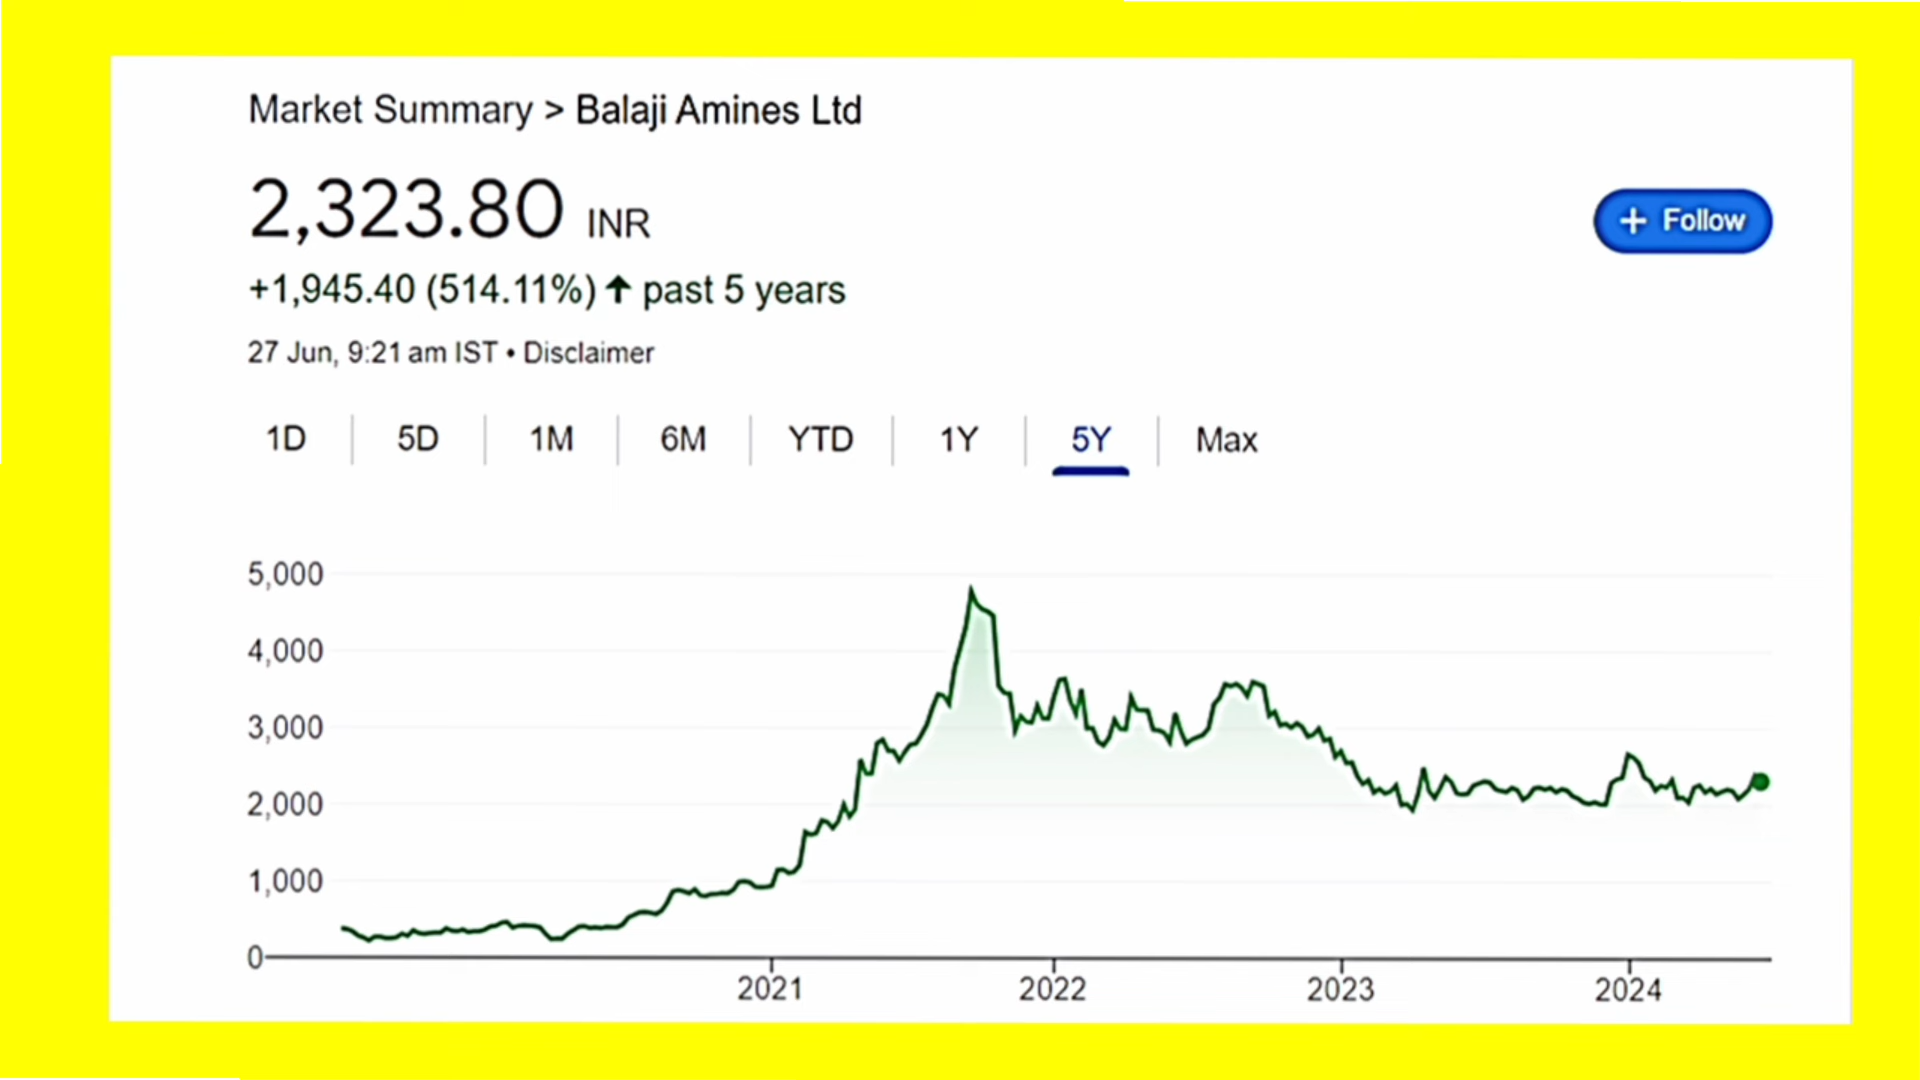 Market Summary > Balaji Amines Ltd
2,323.80 INR
+ Follow
+1,945.40 (514.11%) ↑ past 5 years
27 Jun, 9:21 am IST • Disclaimer
1D 5D 1M 6M YTD 1Y 5Y Max
5,000
4,000
3,000
2,000
1,000
0
2021 2022 2023 2024